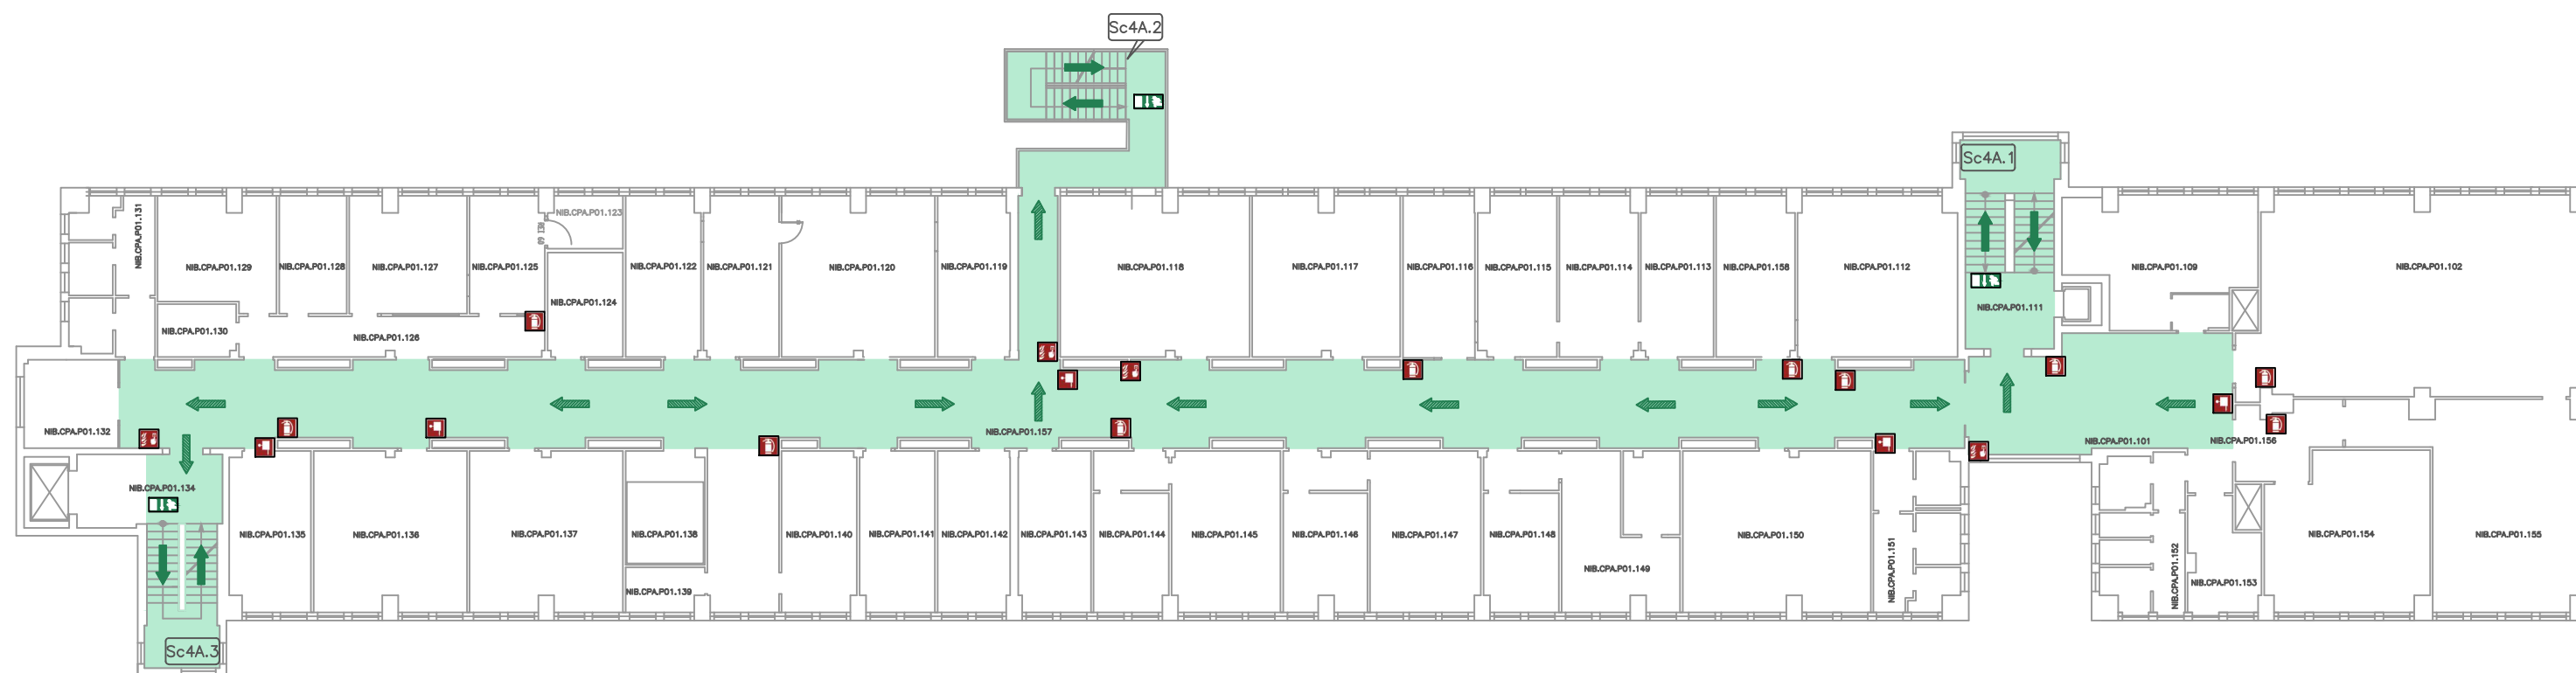 Sc4A.2
Sc4A.1
NIB.CPA.P01.131
NIB.CPA.P01.123
NIB.CPA.P01.129
NIB.CPA.P01.128
NIB.CPA.P01.127
NIB.CPA.P01.125
NIB.CPA.P01.122
NIB.CPA.P01.121
NIB.CPA.P01.120
NIB.CPA.P01.119
NIB.CPA.P01.118
NIB.CPA.P01.117
NIB.CPA.P01.116
NIB.CPA.P01.115
NIB.CPA.P01.114
NIB.CPA.P01.113
NIB.CPA.P01.158
NIB.CPA.P01.112
NIB.CPA.P01.109
NIB.CPA.P01.102
NIB.CPA.P01.124
NIB.CPA.P01.111
NIB.CPA.P01.130
NIB.CPA.P01.126
NIB.CPA.P01.132
NIB.CPA.P01.157
NIB.CPA.P01.101
NIB.CPA.P01.156
NIB.CPA.P01.134
NIB.CPA.P01.135
NIB.CPA.P01.136
NIB.CPA.P01.137
NIB.CPA.P01.138
NIB.CPA.P01.140
NIB.CPA.P01.141
NIB.CPA.P01.142
NIB.CPA.P01.143
NIB.CPA.P01.144
NIB.CPA.P01.145
NIB.CPA.P01.146
NIB.CPA.P01.147
NIB.CPA.P01.148
NIB.CPA.P01.150
NIB.CPA.P01.154
NIB.CPA.P01.155
NIB.CPA.P01.149
NIB.CPA.P01.151
NIB.CPA.P01.152
NIB.CPA.P01.153
NIB.CPA.P01.139
Sc4A.3